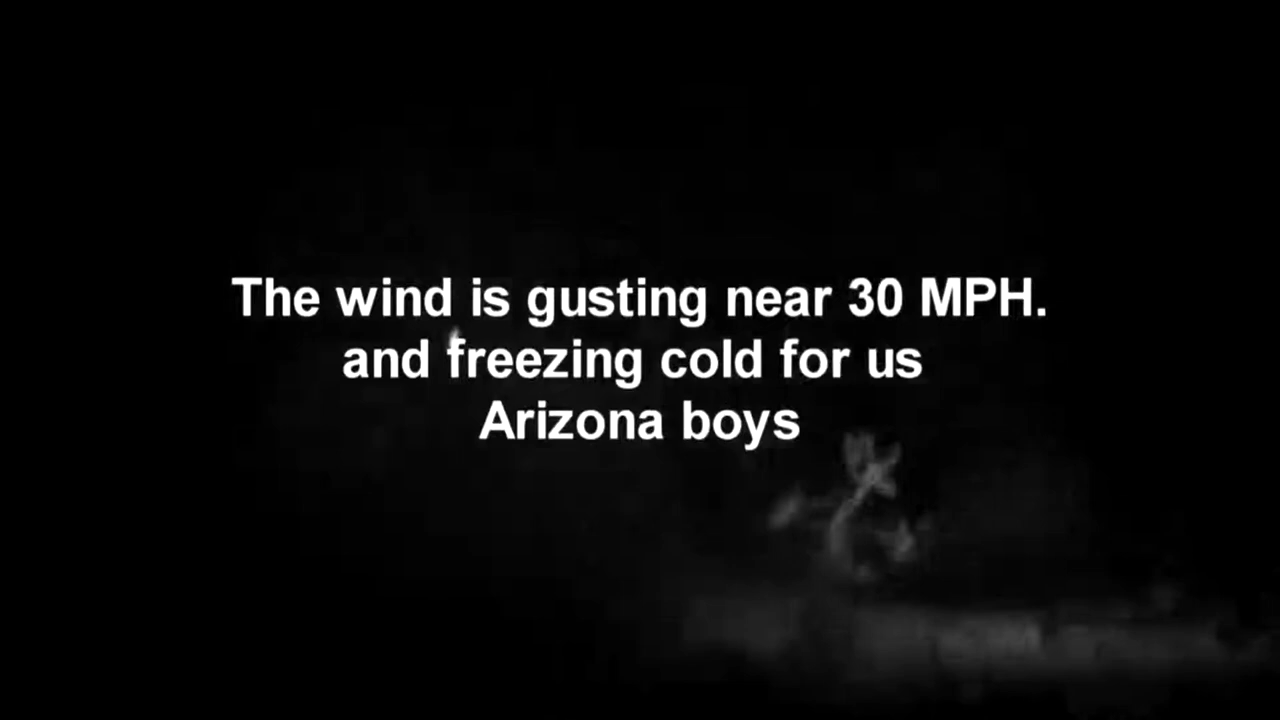 The wind is gusting near 30 MPH.
and freezing cold for us
Arizona boys